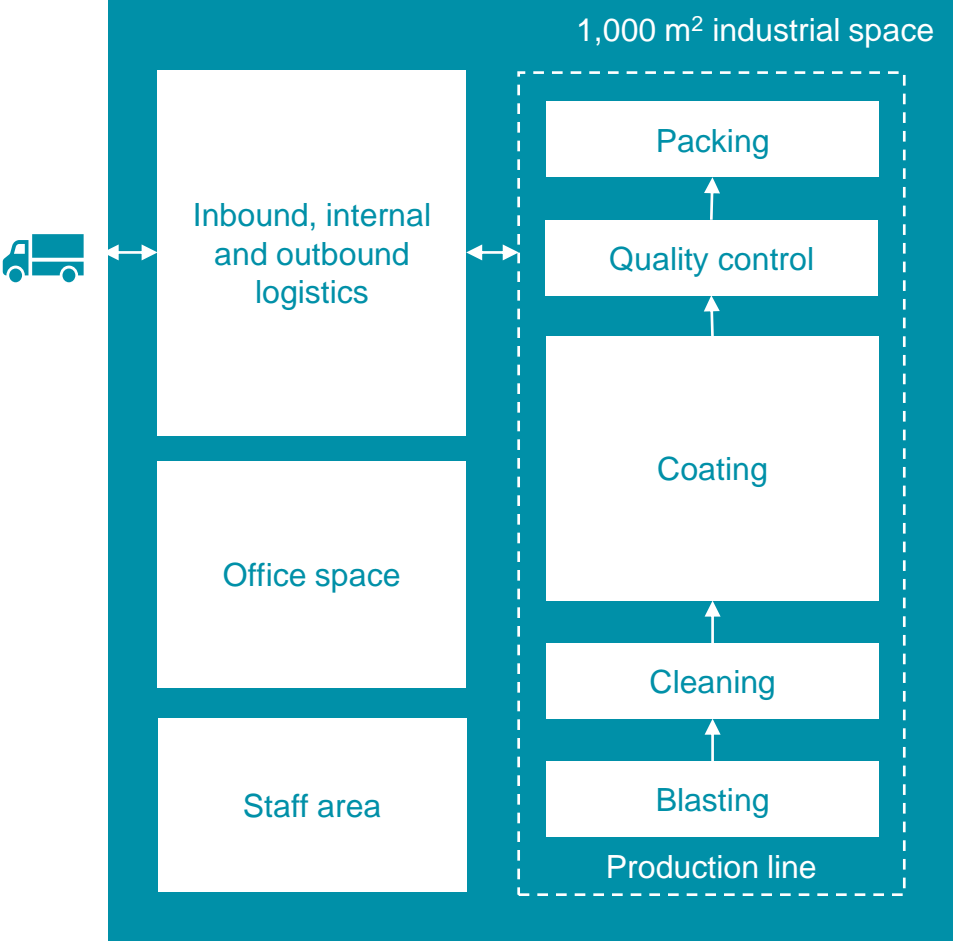 1,000 m² industrial space
Inbound, internal
and outbound
logistics
Office space
Staff area
Packing
Quality control
Coating
Cleaning
Blasting
Production line